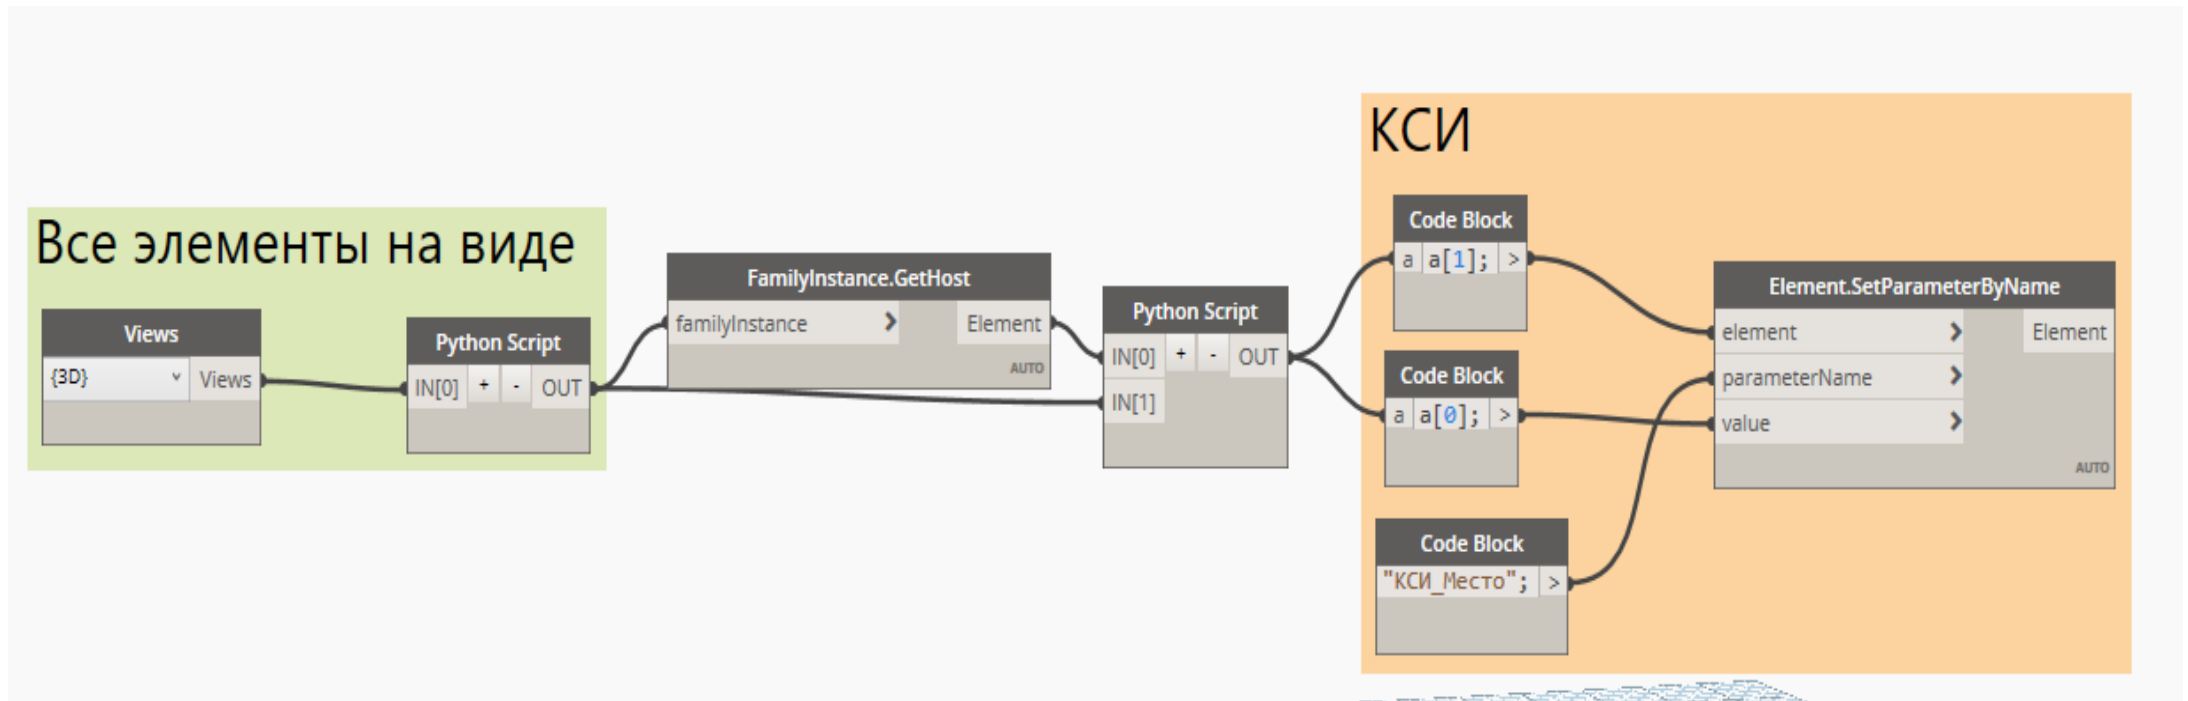 Все элементы на виде
Views
{3D}
Views
Python Script
IN[0] + - OUT
FamilyInstance.GetHost
familyInstance > Element
AUTO
Python Script
IN[0] + - OUT
IN[1]
КСИ
Code Block
a a[1]; >
Code Block
a a[0]; >
Code Block
"КСИ_Место"; >
Element.SetParameterByName
element > Element
parameterName >
value >
AUTO